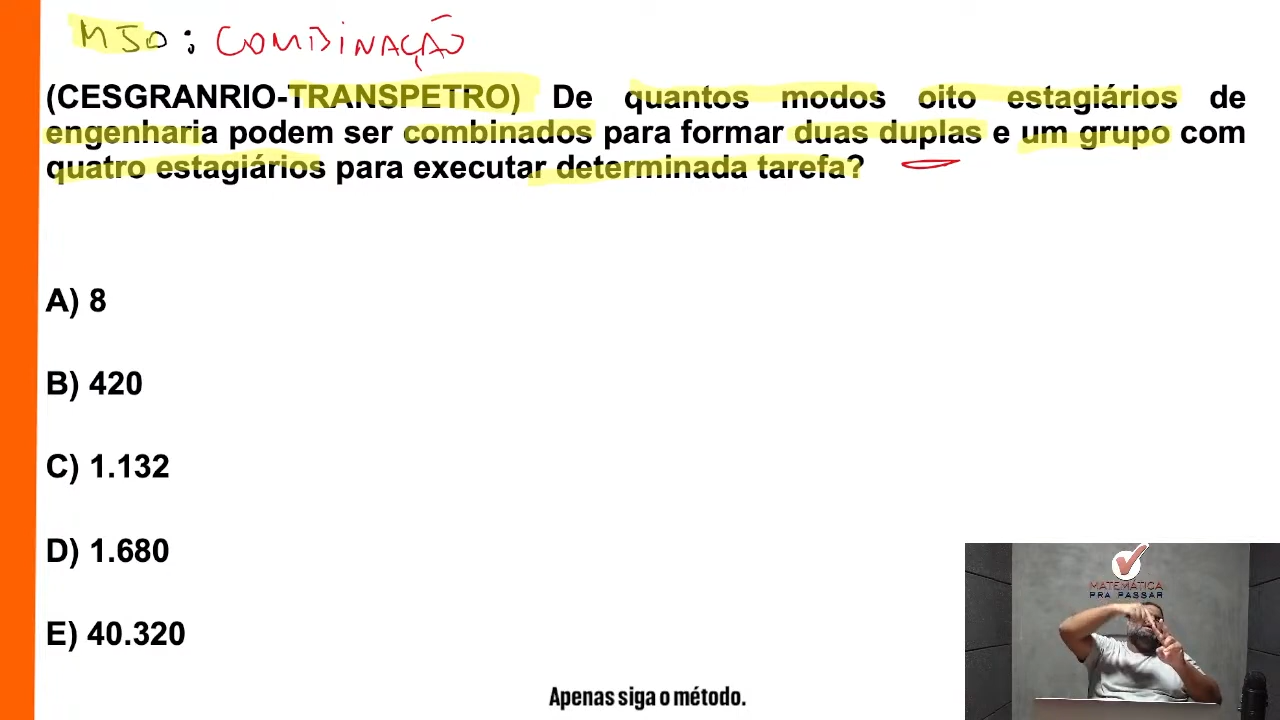 MJO: COMBINAÇÃO
(CESGRANRIO-TRANSPETRO) De quantos modos oito estagiários de
engenharia podem ser combinados para formar duas duplas e um grupo com
quatro estagiários para executar determinada tarefa?
A) 8
B) 420
C) 1.132
D) 1.680
E) 40.320
MATEMÁTICA
PRA PASSAR
Apenas siga o método.